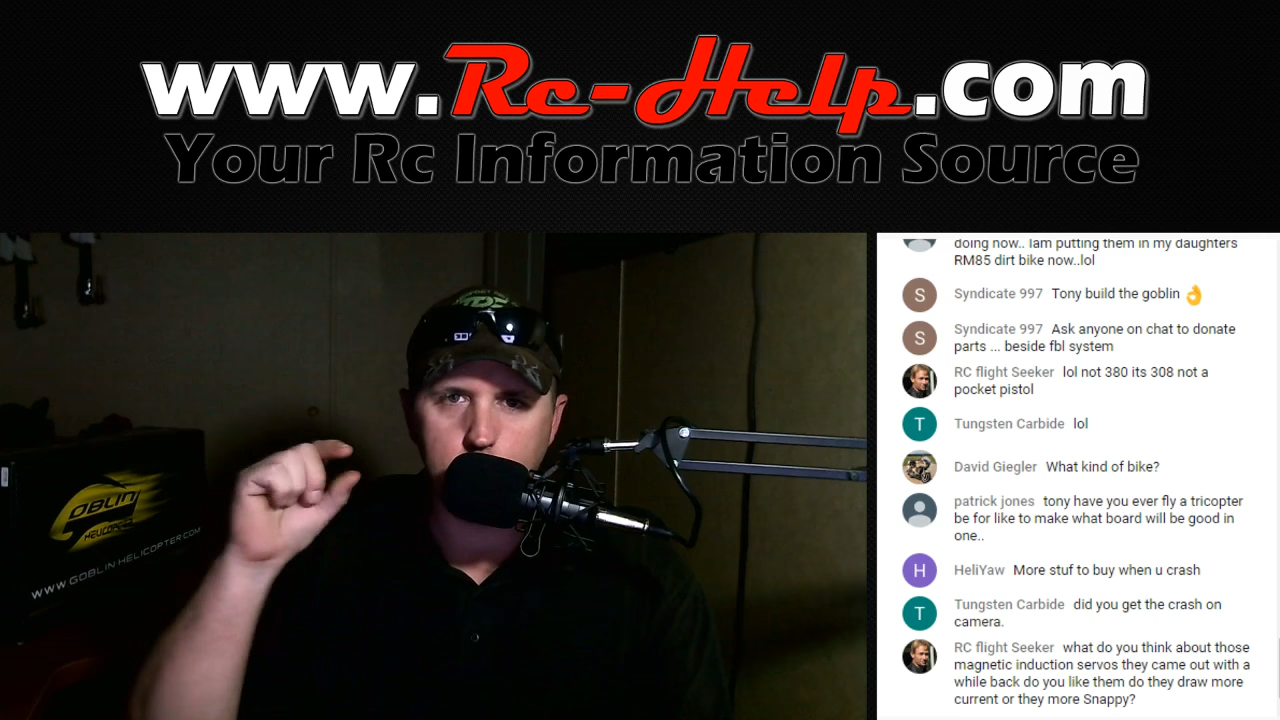 www.Rc-Help.com
Your Rc Information Source
GOBLIN
HELICOPTER
WWW.GOBLINHELICOPTER.COM
doing now.. Iam putting them in my daughters
RM85 dirt bike now..lol
S Syndicate 997 Tony build the goblin 👌
S Syndicate 997 Ask anyone on chat to donate
parts ... beside fbl system
RC flight Seeker lol not 380 its 308 not a
pocket pistol
T Tungsten Carbide lol
David Giegler What kind of bike?
patrick jones tony have you ever fly a tricopter
be for like to make what board will be good in
one..
H HeliYaw More stuf to buy when u crash
T Tungsten Carbide did you get the crash on
camera.
RC flight Seeker what do you think about those
magnetic induction servos they came out with a
while back do you like them do they draw more
current or they more Snappy?